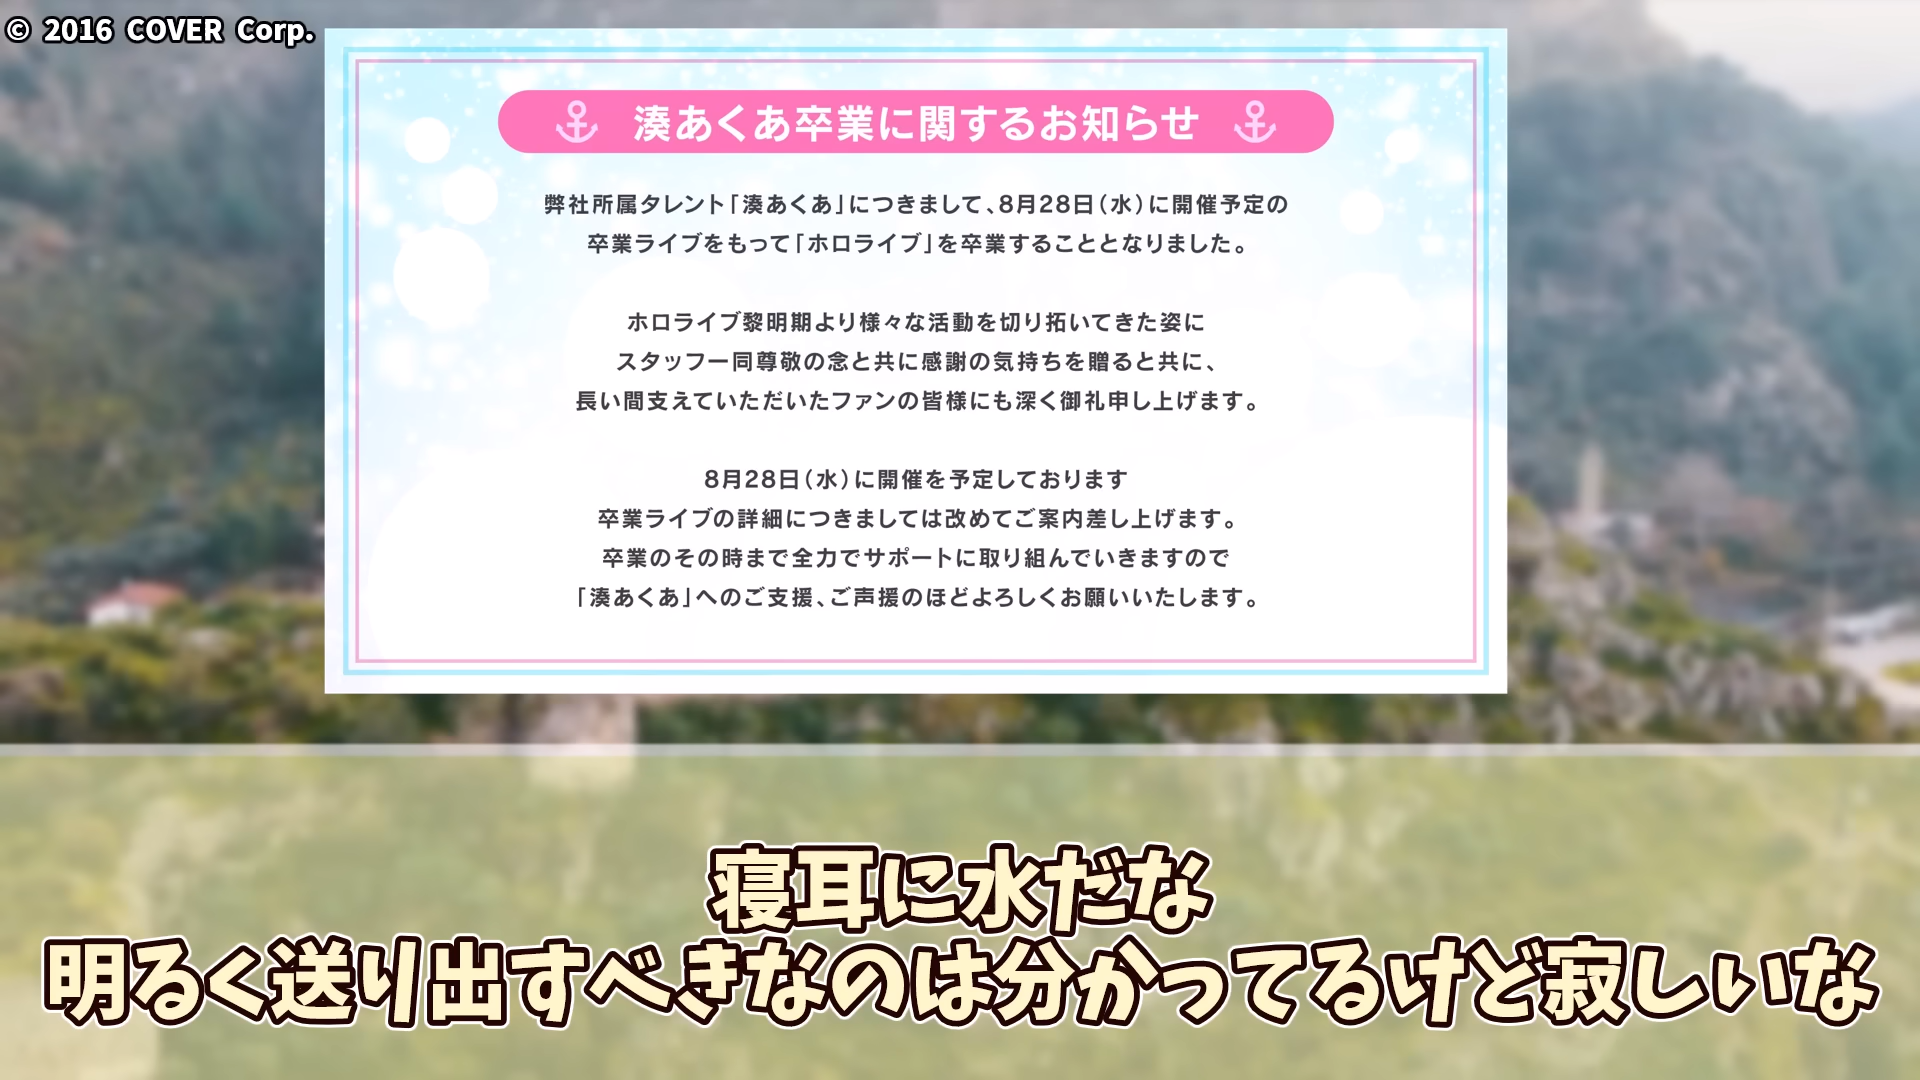 © 2016 COVER Corp.
湊あくあ卒業に関するお知らせ
弊社所属タレント「湊あくあ」につきまして、8月28日(水)に開催予定の
卒業ライブをもって「ホロライブ」を卒業することとなりました。
ホロライブ黎明期より様々な活動を切り拓いてきた姿に
スタッフ一同尊敬の念と共に感謝の気持ちを贈ると共に、
長い間支えていただいたファンの皆様にも深く御礼申し上げます。
8月28日(水)に開催を予定しております
卒業ライブの詳細につきましては改めてご案内差し上げます。
卒業のその時まで全力でサポートに取り組んでいきますので
「湊あくあ」へのご支援、ご声援のほどよろしくお願いいたします。
寝耳に水だな
明るく送り出すべきなのは分かってるけど寂しいな